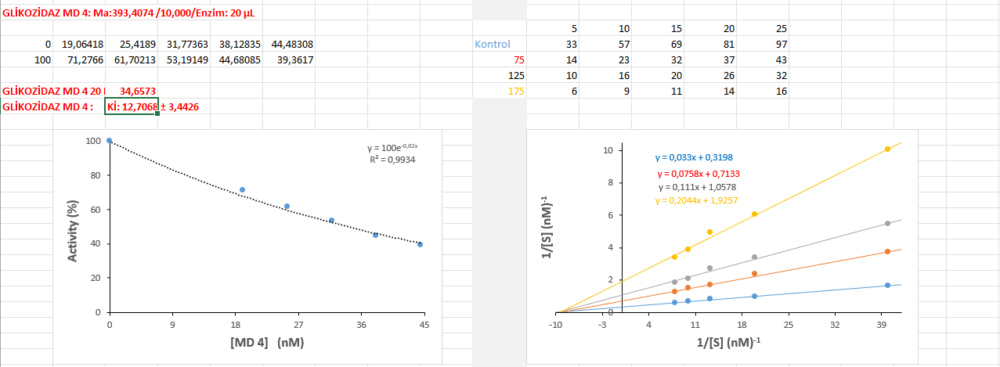 GLİKOZİDAZ MD 4: Ma:393,4074 /10,000/Enzim: 20 µL
5 10 15 20 25
0 19,06418 25,4189 31,77363 38,12835 44,48308 Kontrol 33 57 69 81 97
100 71,2766 61,70213 53,19149 44,68085 39,3617 75 14 23 32 37 43
125 10 16 20 26 32
GLİKOZİDAZ MD 4 20 34,6573 175 6 9 11 14 16
GLİKOZİDAZ MD 4 : Kİ: 12,7068 ± 3,4426
y = 100e⁻⁰,⁰²ˣ
R² = 0,9934
100
80
60
40
20
0
Activity (%)
0 9 18 27 36 45
[MD 4] (nM)
y = 0,033x + 0,3198
y = 0,0758x + 0,7133
y = 0,111x + 1,0578
y = 0,2044x + 1,9257
10
8
6
4
2
0
1/[S] (nM)⁻¹
-10 -3 4 11 18 25 32 39
1/[S] (nM)⁻¹